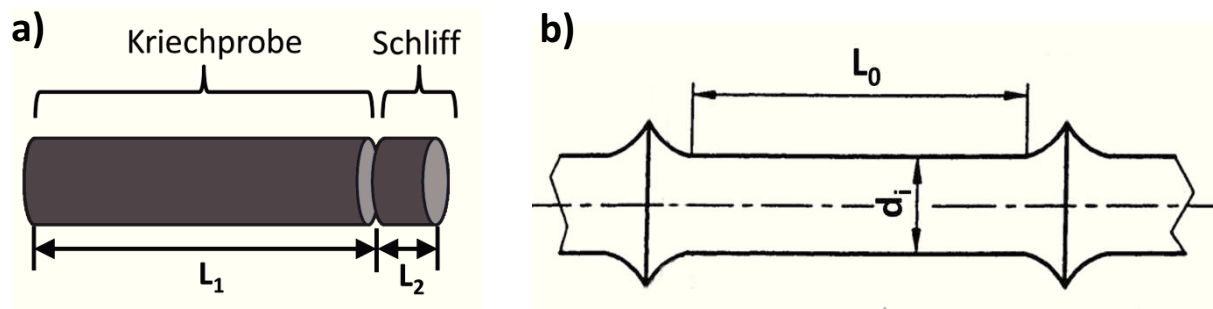 a)
Kriechprobe
Schliff
L₁
L₂
b)
L₀
dᵢ